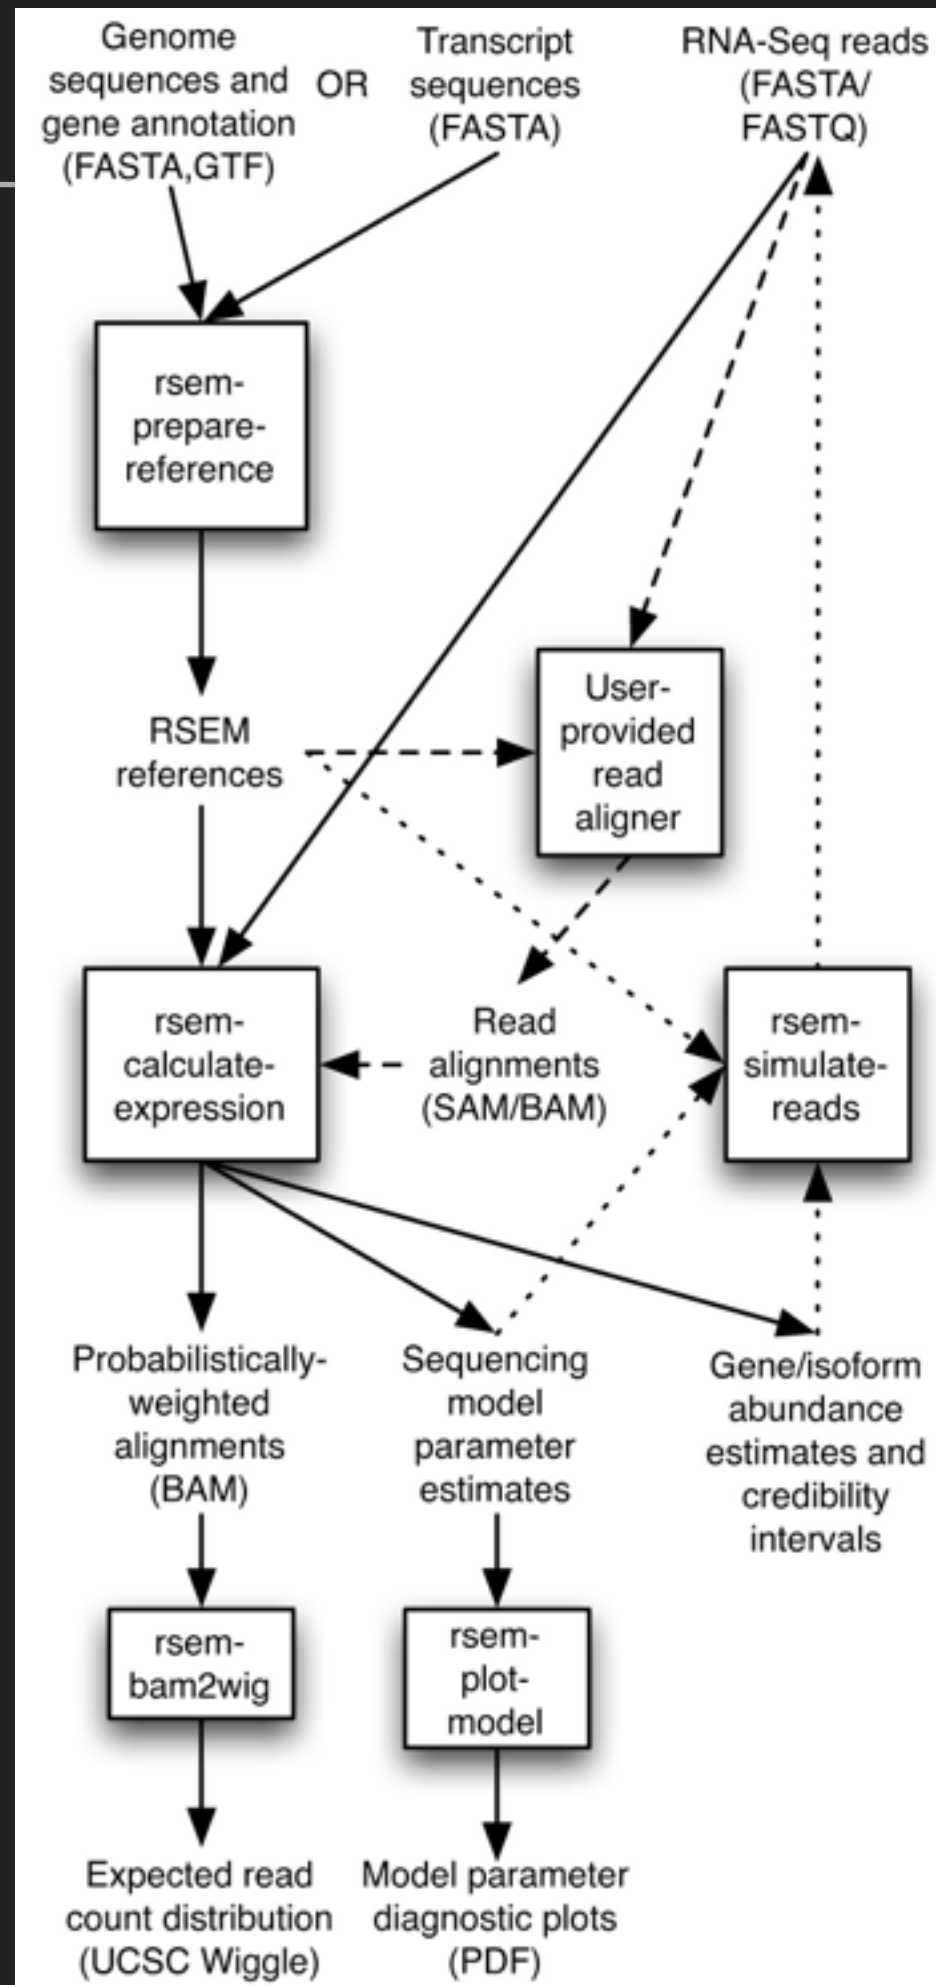 Genome
sequences and
gene annotation
(FASTA,GTF)
OR
Transcript
sequences
(FASTA)
RNA-Seq reads
(FASTA/
FASTQ)
rsem-
prepare-
reference
RSEM
references
User-
provided
read
aligner
rsem-
calculate-
expression
Read
alignments
(SAM/BAM)
rsem-
simulate-
reads
Probabilistically-
weighted
alignments
(BAM)
Sequencing
model
parameter
estimates
Gene/isoform
abundance
estimates and
credibility
intervals
rsem-
bam2wig
rsem-
plot-
model
Expected read
count distribution
(UCSC Wiggle)
Model parameter
diagnostic plots
(PDF)